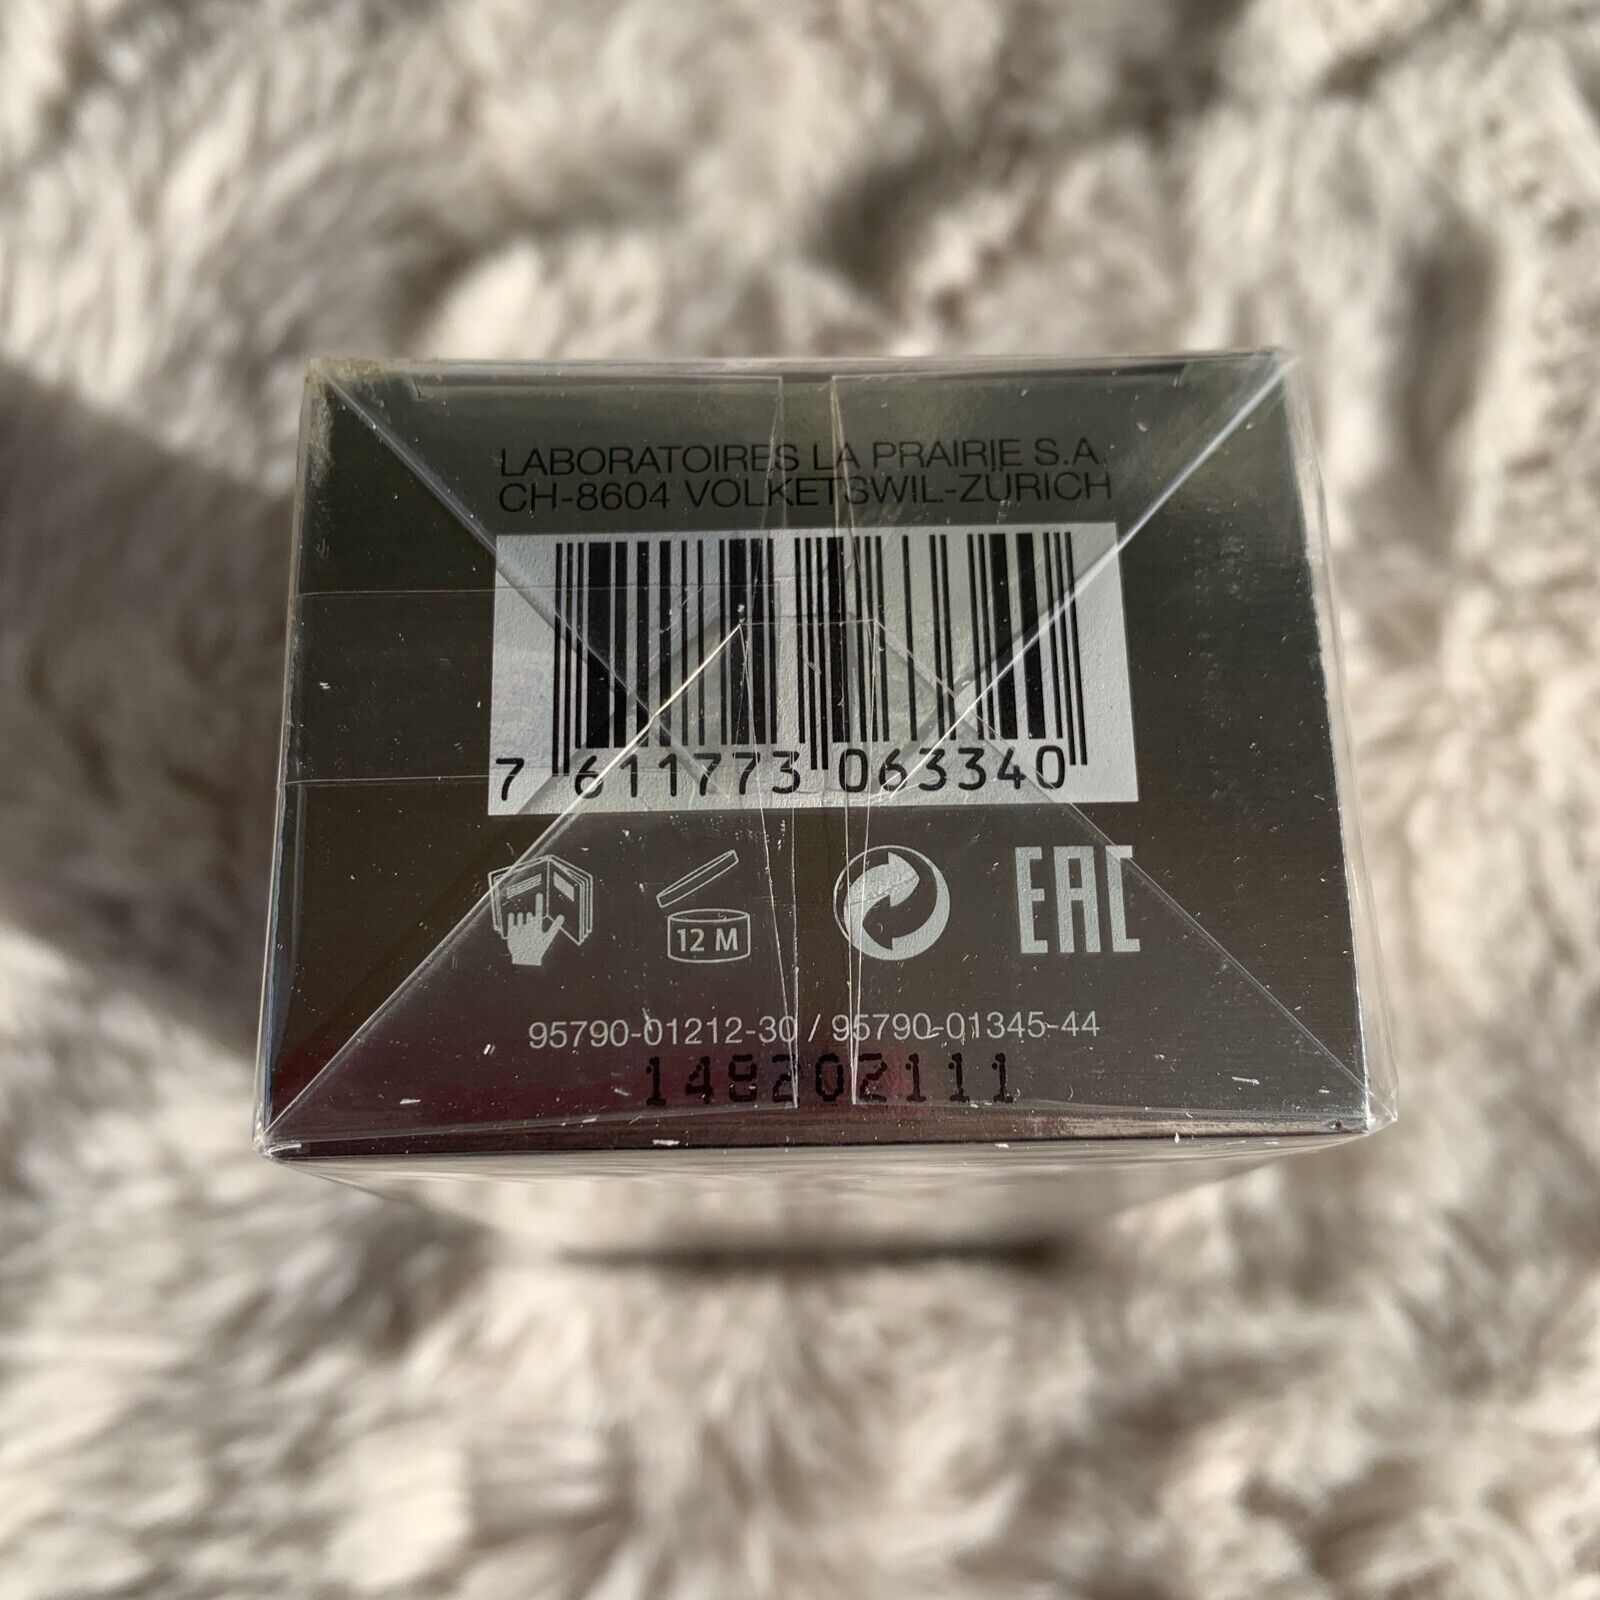 LABORATOIRES LA PRAIRIE S.A.
CH-8604 VOLKETSWIL-ZURICH
7 611773 063340
12 M
EAC
95790-01212-30 / 95790-01345-44
148202111